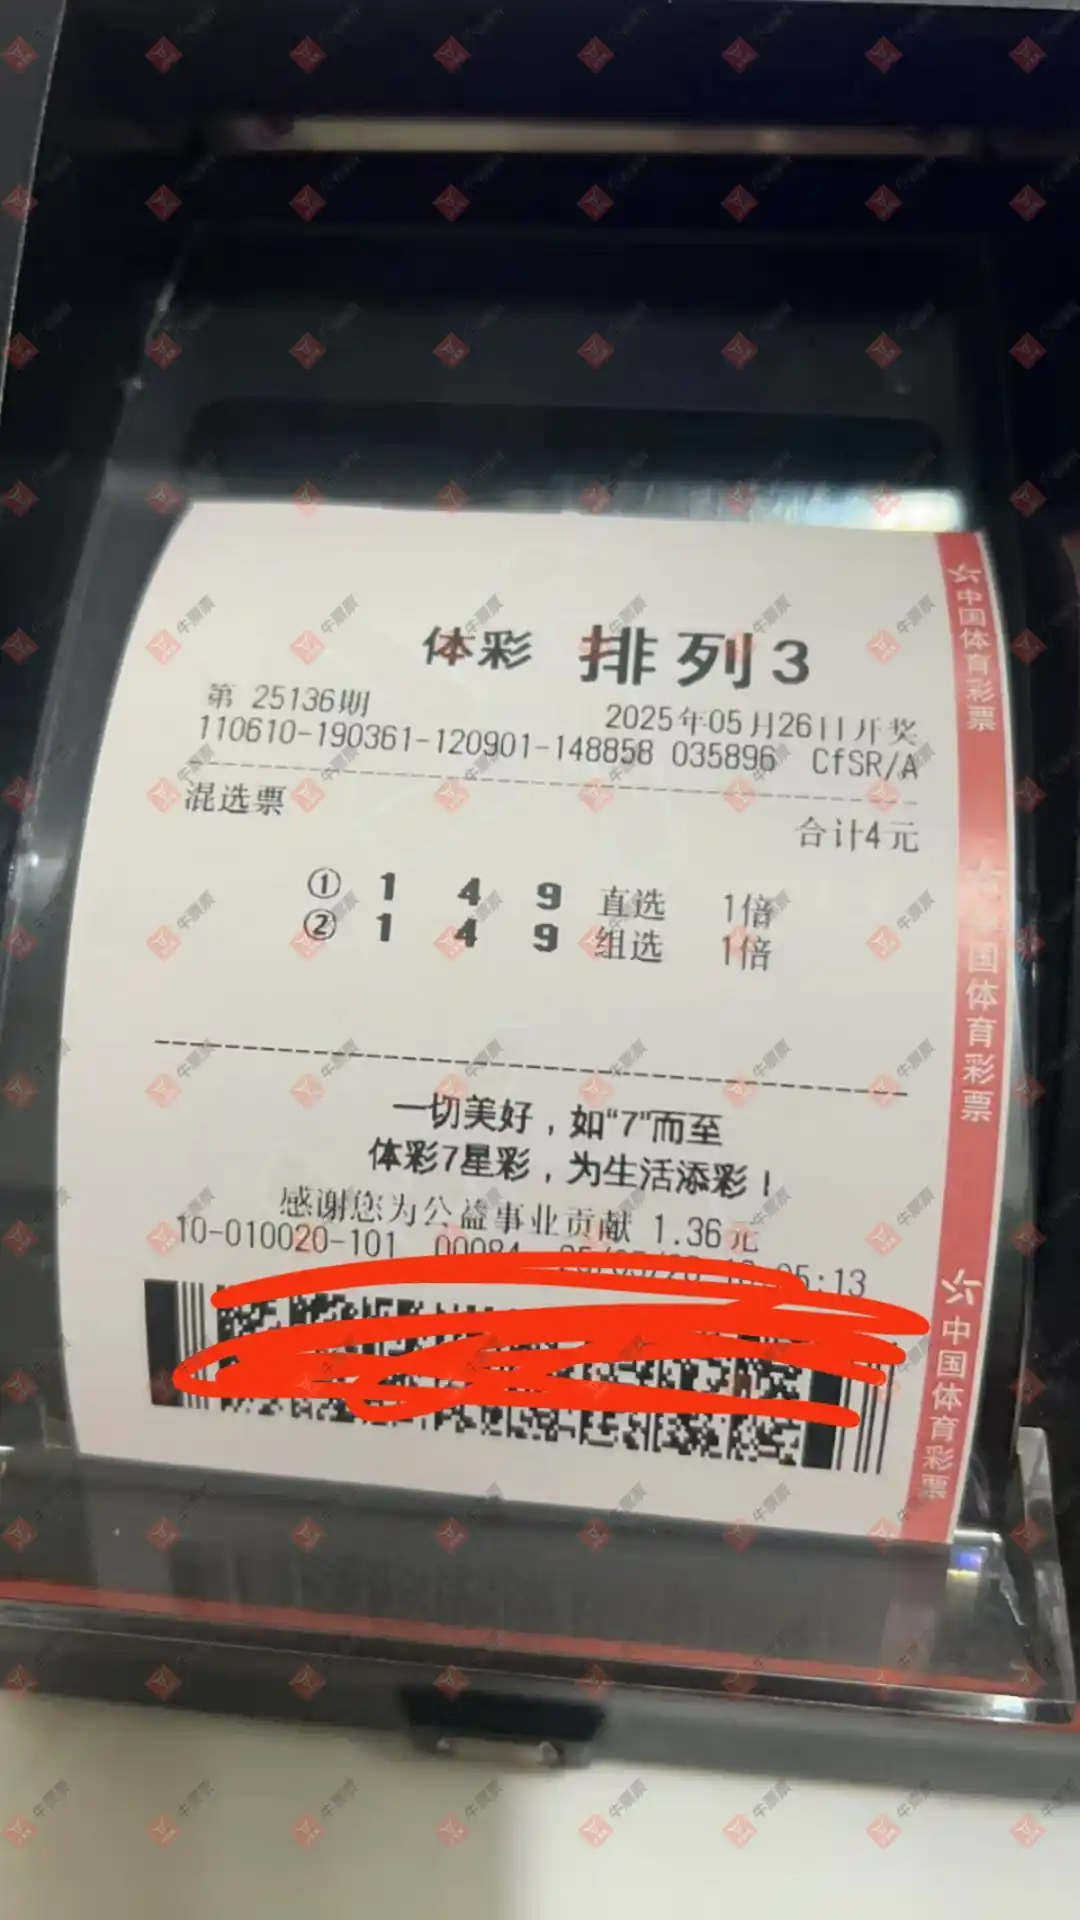 体彩 排列3
第 25136期 2025年05月26日开奖
110610-190361-120901-148858 035896 CfSR/A
混选票
合计4元
① 1 4 9 直选 1倍
② 1 4 9 组选 1倍
一切美好，如“7”而至
体彩7星彩，为生活添彩！
感谢您为公益事业贡献 1.36元
10-010020-101 00084 :13
中国体育彩票
中国体育彩票
中国体育彩票
牛票票